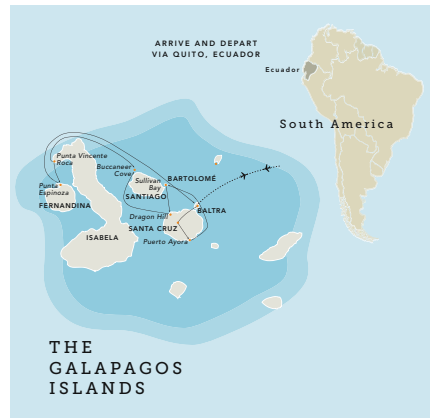 ARRIVE AND DEPART
VIA QUITO, ECUADOR
Ecuador
South America
Punta Vincente
Roca
Buccaneer
Cove
Sullivan
Bay
BARTOLOMÉ
Punta
Espinoza
SANTIAGO
FERNANDINA
BALTRA
Dragon Hill
SANTA CRUZ
ISABELA
Puerto Ayora
THE
GALAPAGOS
ISLANDS